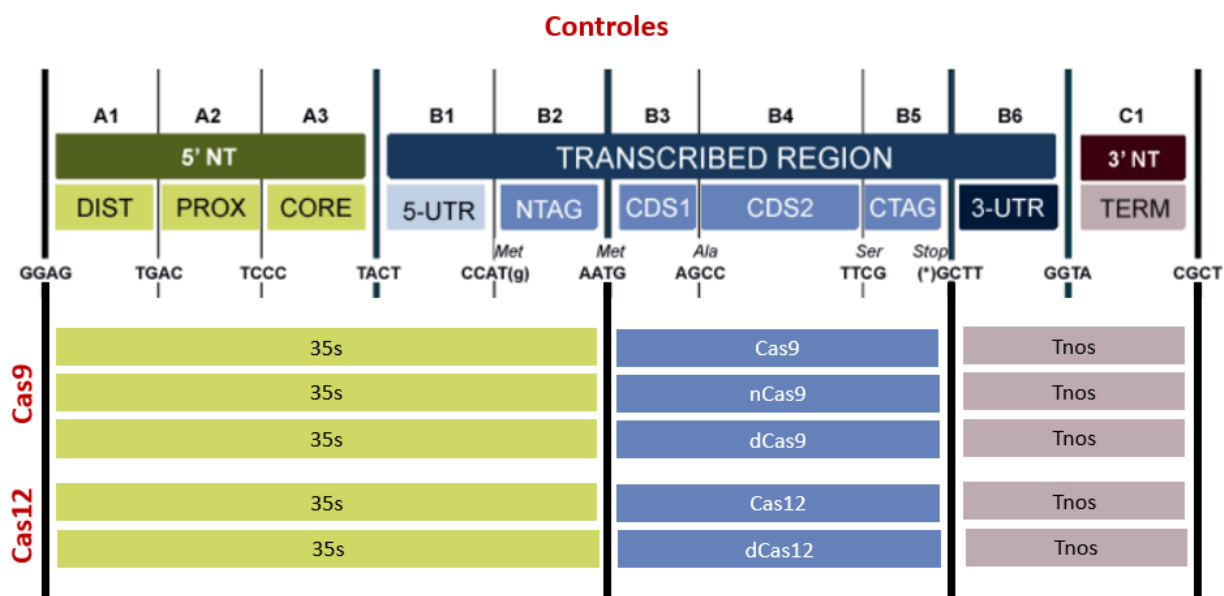 Controles
A1 A2 A3 B1 B2 B3 B4 B5 B6 C1
5' NT TRANSCRIBED REGION 3' NT
DIST PROX CORE 5-UTR NTAG CDS1 CDS2 CTAG 3-UTR TERM
Met Met Ala Ser Stop
GGAG TGAC TCCC TACT CCAT(g) AATG AGCC TTCG (*)GCTT GGTA CGCT
Cas9
35s Cas9 Tnos
35s nCas9 Tnos
35s dCas9 Tnos
Cas12
35s Cas12 Tnos
35s dCas12 Tnos